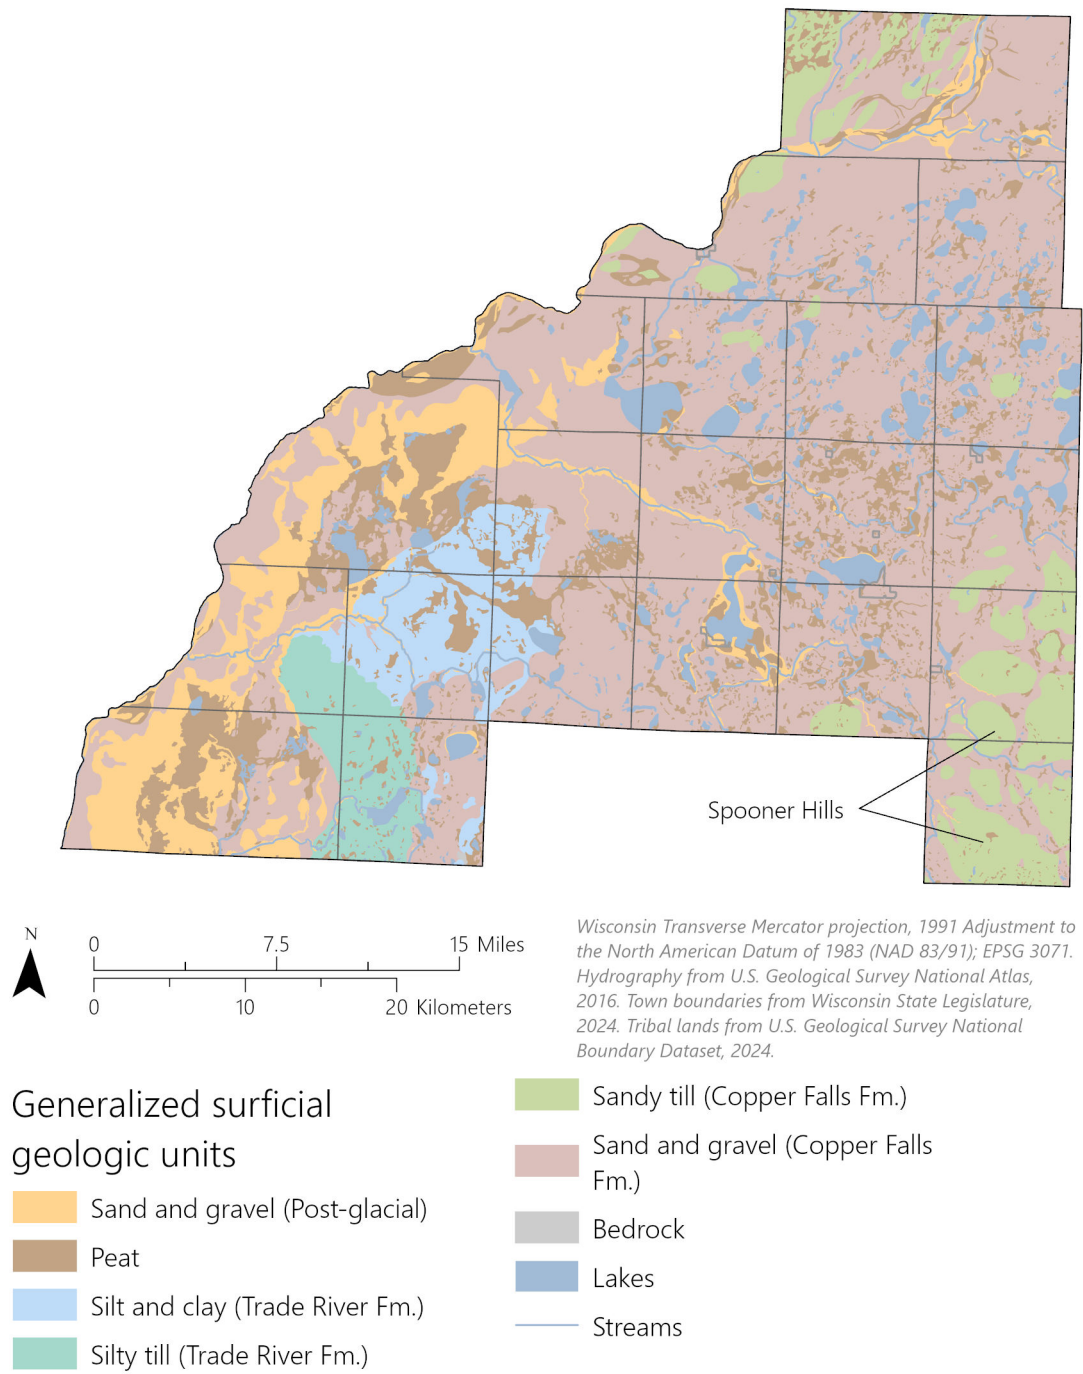 Spooner Hills
N
0 7.5 15 Miles
0 10 20 Kilometers
Wisconsin Transverse Mercator projection, 1991 Adjustment to
the North American Datum of 1983 (NAD 83/91); EPSG 3071.
Hydrography from U.S. Geological Survey National Atlas,
2016. Town boundaries from Wisconsin State Legislature,
2024. Tribal lands from U.S. Geological Survey National
Boundary Dataset, 2024.
Generalized surficial
geologic units
Sand and gravel (Post-glacial)
Peat
Silt and clay (Trade River Fm.)
Silty till (Trade River Fm.)
Sandy till (Copper Falls Fm.)
Sand and gravel (Copper Falls
Fm.)
Bedrock
Lakes
Streams